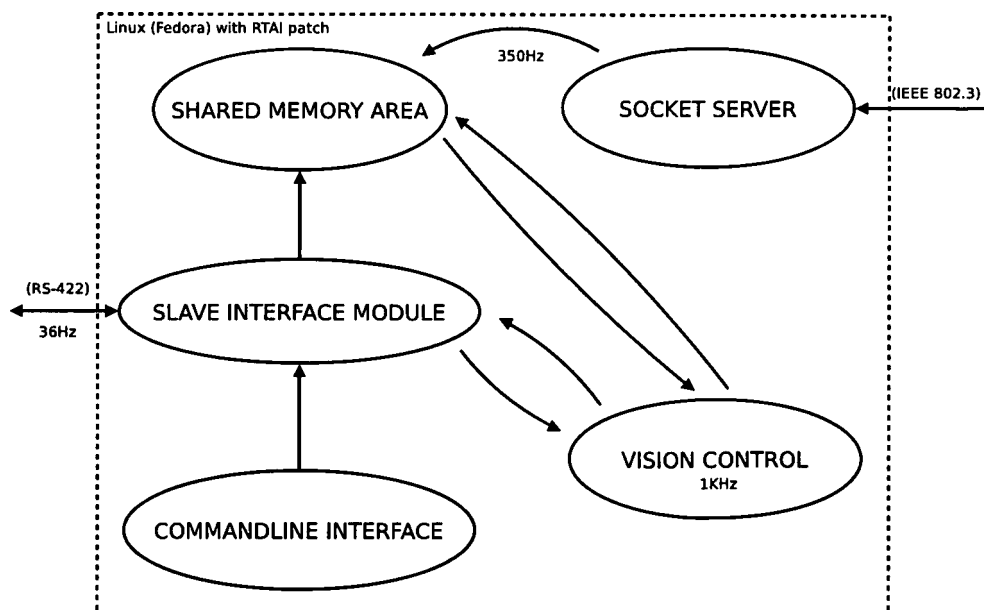 Linux (Fedora) with RTAI patch
350Hz
(IEEE 802.3)
SHARED MEMORY AREA
SOCKET SERVER
(RS-422)
36Hz
SLAVE INTERFACE MODULE
VISION CONTROL
1KHz
COMMANDLINE INTERFACE